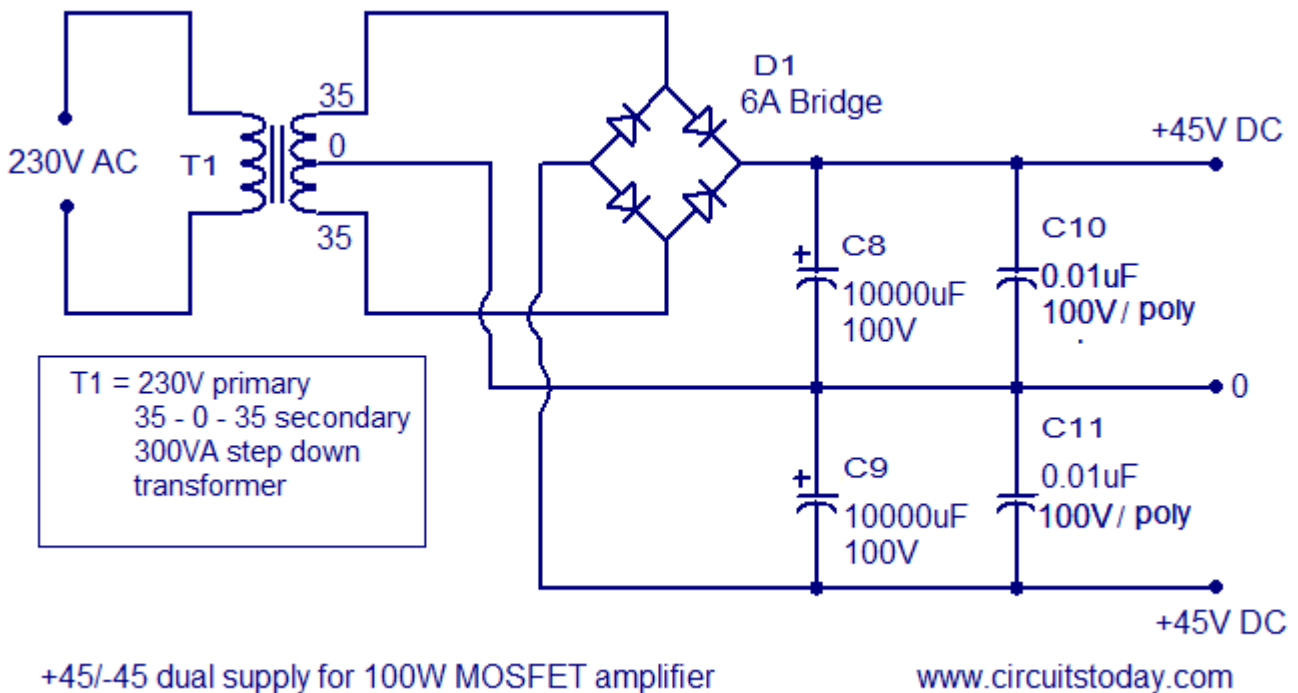 D1
6A Bridge
35
0
35
230V AC
T1
+45V DC
+
C8
10000uF
100V
C10
0.01uF
100V/ poly
0
+
C9
10000uF
100V
C11
0.01uF
100V/ poly
+45V DC
T1 = 230V primary
35 - 0 - 35 secondary
300VA step down
transformer
+45/-45 dual supply for 100W MOSFET amplifier
www.circuitstoday.com